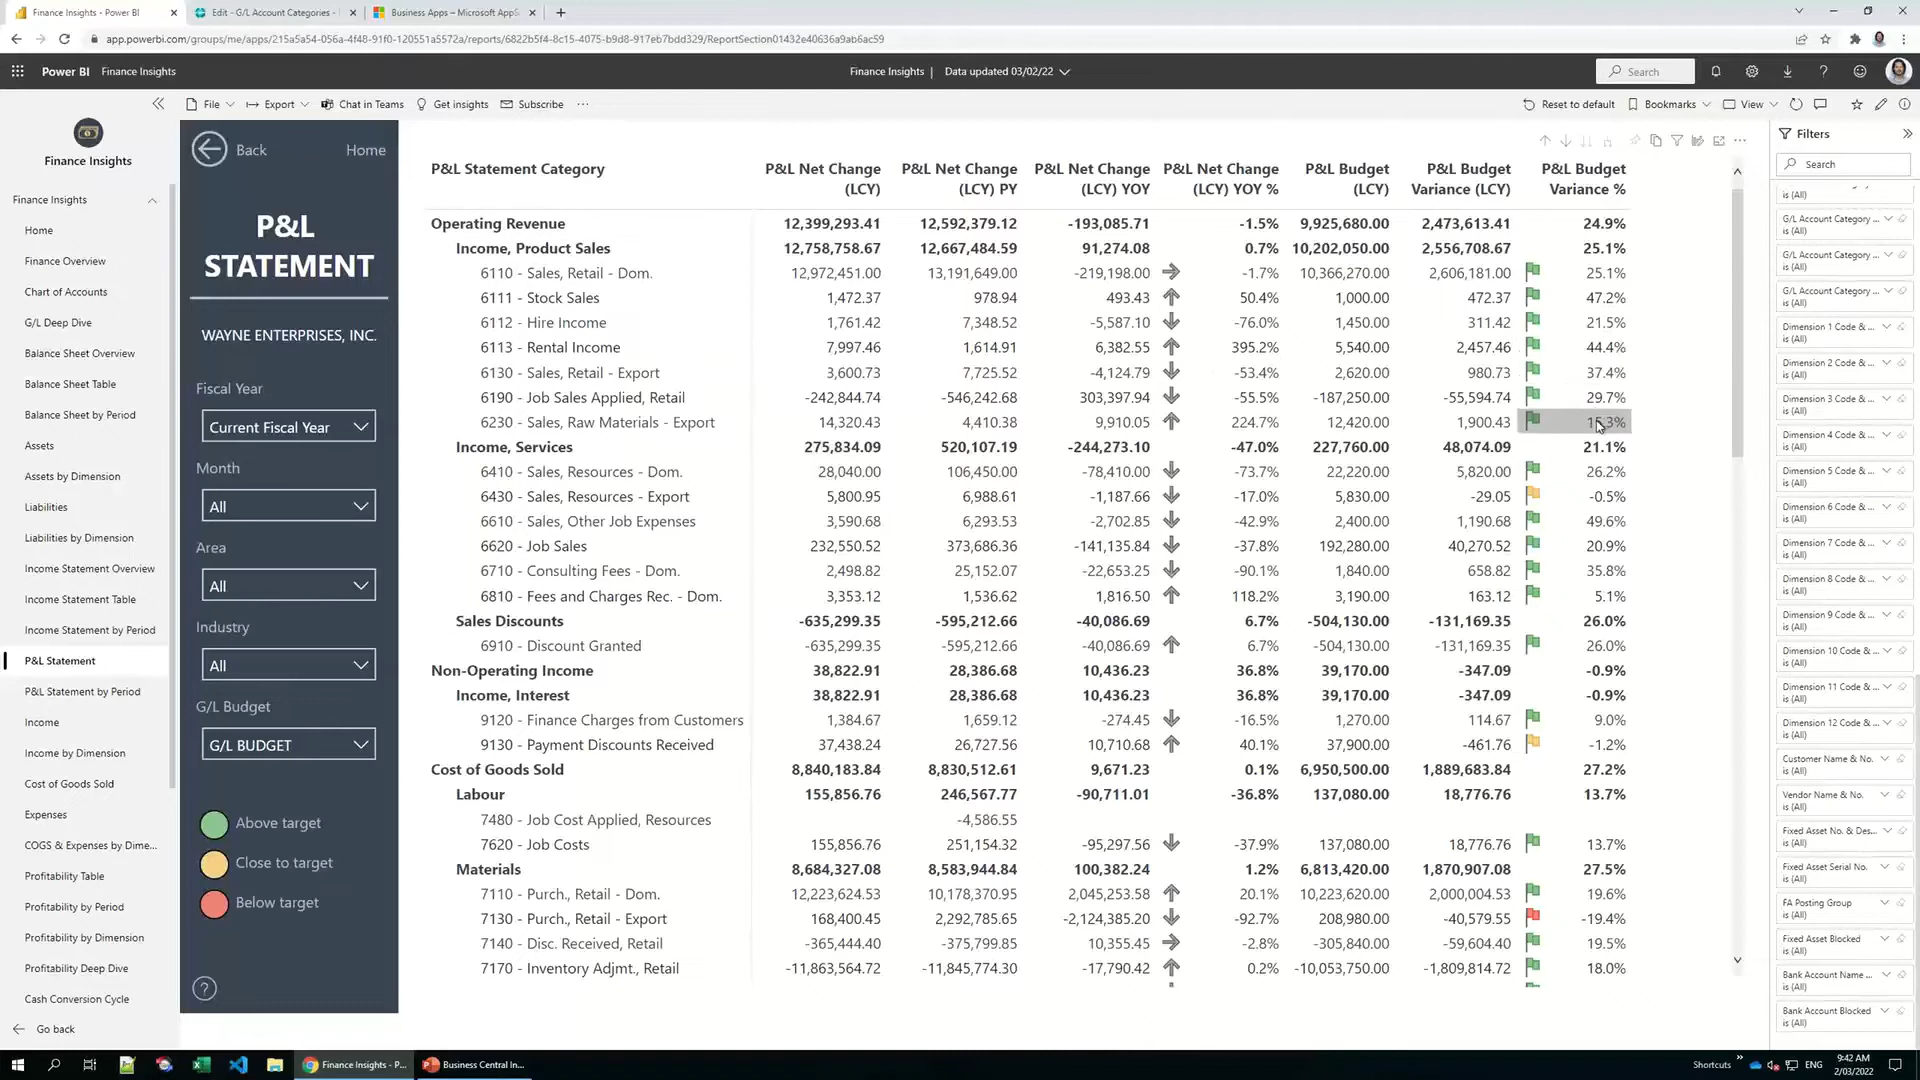 Finance Insights - Power BI
Edit - G/L Account Categories -
Business Apps – Microsoft AppS
app.powerbi.com/groups/me/apps/215a5a54-056a-4f48-91f0-120551a5572a/reports/6822b5f4-8c15-4075-b9d8-917eb7bdd329/ReportSection01432e40636a9ab6ac59
Power BI Finance Insights
Finance Insights | Data updated 03/02/22
Search
File Export Chat in Teams Get insights Subscribe
Reset to default Bookmarks View
Finance Insights
Finance Insights
Home
Finance Overview
Chart of Accounts
G/L Deep Dive
Balance Sheet Overview
Balance Sheet Table
Balance Sheet by Period
Assets
Assets by Dimension
Liabilities
Liabilities by Dimension
Income Statement Overview
Income Statement Table
Income Statement by Period
P&L Statement
P&L Statement by Period
Income
Income by Dimension
Cost of Goods Sold
Expenses
COGS & Expenses by Dime...
Profitability Table
Profitability by Period
Profitability by Dimension
Profitability Deep Dive
Cash Conversion Cycle
Go back
Back Home
P&L
STATEMENT
WAYNE ENTERPRISES, INC.
Fiscal Year
Current Fiscal Year
Month
All
Area
All
Industry
All
G/L Budget
G/L BUDGET
Above target
Close to target
Below target
?
P&L Statement Category P&L Net Change (LCY) P&L Net Change (LCY) PY P&L Net Change (LCY) YOY P&L Net Change (LCY) YOY % P&L Budget (LCY) P&L Budget Variance (LCY) P&L Budget Variance %
Operating Revenue 12,399,293.41 12,592,379.12 -193,085.71 -1.5% 9,925,680.00 2,473,613.41 24.9%
Income, Product Sales 12,758,758.67 12,667,484.59 91,274.08 0.7% 10,202,050.00 2,556,708.67 25.1%
6110 - Sales, Retail - Dom. 12,972,451.00 13,191,649.00 -219,198.00 -1.7% 10,366,270.00 2,606,181.00 25.1%
6111 - Stock Sales 1,472.37 978.94 493.43 50.4% 1,000.00 472.37 47.2%
6112 - Hire Income 1,761.42 7,348.52 -5,587.10 -76.0% 1,450.00 311.42 21.5%
6113 - Rental Income 7,997.46 1,614.91 6,382.55 395.2% 5,540.00 2,457.46 44.4%
6130 - Sales, Retail - Export 3,600.73 7,725.52 -4,124.79 -53.4% 2,620.00 980.73 37.4%
6190 - Job Sales Applied, Retail -242,844.74 -546,242.68 303,397.94 -55.5% -187,250.00 -55,594.74 29.7%
6230 - Sales, Raw Materials - Export 14,320.43 4,410.38 9,910.05 224.7% 12,420.00 1,900.43 15.3%
Income, Services 275,834.09 520,107.19 -244,273.10 -47.0% 227,760.00 48,074.09 21.1%
6410 - Sales, Resources - Dom. 28,040.00 106,450.00 -78,410.00 -73.7% 22,220.00 5,820.00 26.2%
6430 - Sales, Resources - Export 5,800.95 6,988.61 -1,187.66 -17.0% 5,830.00 -29.05 -0.5%
6610 - Sales, Other Job Expenses 3,590.68 6,293.53 -2,702.85 -42.9% 2,400.00 1,190.68 49.6%
6620 - Job Sales 232,550.52 373,686.36 -141,135.84 -37.8% 192,280.00 40,270.52 20.9%
6710 - Consulting Fees - Dom. 2,498.82 25,152.07 -22,653.25 -90.1% 1,840.00 658.82 35.8%
6810 - Fees and Charges Rec. - Dom. 3,353.12 1,536.62 1,816.50 118.2% 3,190.00 163.12 5.1%
Sales Discounts -635,299.35 -595,212.66 -40,086.69 6.7% -504,130.00 -131,169.35 26.0%
6910 - Discount Granted -635,299.35 -595,212.66 -40,086.69 6.7% -504,130.00 -131,169.35 26.0%
Non-Operating Income 38,822.91 28,386.68 10,436.23 36.8% 39,170.00 -347.09 -0.9%
Income, Interest 38,822.91 28,386.68 10,436.23 36.8% 39,170.00 -347.09 -0.9%
9120 - Finance Charges from Customers 1,384.67 1,659.12 -274.45 -16.5% 1,270.00 114.67 9.0%
9130 - Payment Discounts Received 37,438.24 26,727.56 10,710.68 40.1% 37,900.00 -461.76 -1.2%
Cost of Goods Sold 8,840,183.84 8,830,512.61 9,671.23 0.1% 6,950,500.00 1,889,683.84 27.2%
Labour 155,856.76 246,567.77 -90,711.01 -36.8% 137,080.00 18,776.76 13.7%
7480 - Job Cost Applied, Resources -4,586.55
7620 - Job Costs 155,856.76 251,154.32 -95,297.56 -37.9% 137,080.00 18,776.76 13.7%
Materials 8,684,327.08 8,583,944.84 100,382.24 1.2% 6,813,420.00 1,870,907.08 27.5%
7110 - Purch., Retail - Dom. 12,223,624.53 10,178,370.95 2,045,253.58 20.1% 10,223,620.00 2,000,004.53 19.6%
7130 - Purch., Retail - Export 168,400.45 2,292,785.65 -2,124,385.20 -92.7% 208,980.00 -40,579.55 -19.4%
7140 - Disc. Received, Retail -365,444.40 -375,799.85 10,355.45 -2.8% -305,840.00 -59,604.40 19.5%
7170 - Inventory Adjmt., Retail -11,863,564.72 -11,845,774.30 -17,790.42 0.2% -10,053,750.00 -1,809,814.72 18.0%
Filters
Search
is (All)
G/L Account Category ...
is (All)
G/L Account Category ...
is (All)
G/L Account Category ...
is (All)
Dimension 1 Code & ...
is (All)
Dimension 2 Code & ...
is (All)
Dimension 3 Code & ...
is (All)
Dimension 4 Code & ...
is (All)
Dimension 5 Code & ...
is (All)
Dimension 6 Code & ...
is (All)
Dimension 7 Code & ...
is (All)
Dimension 8 Code & ...
is (All)
Dimension 9 Code & ...
is (All)
Dimension 10 Code & ...
is (All)
Dimension 11 Code & ...
is (All)
Dimension 12 Code & ...
is (All)
Customer Name & No.
is (All)
Vendor Name & No.
is (All)
Fixed Asset No. & Des...
is (All)
Fixed Asset Serial No.
is (All)
FA Posting Group
is (All)
Fixed Asset Blocked
is (All)
Bank Account Name ...
is (All)
Bank Account Blocked
is (All)
Finance Insights - P...
Business Central In...
Shortcuts
ENG
9:42 AM
2/03/2022